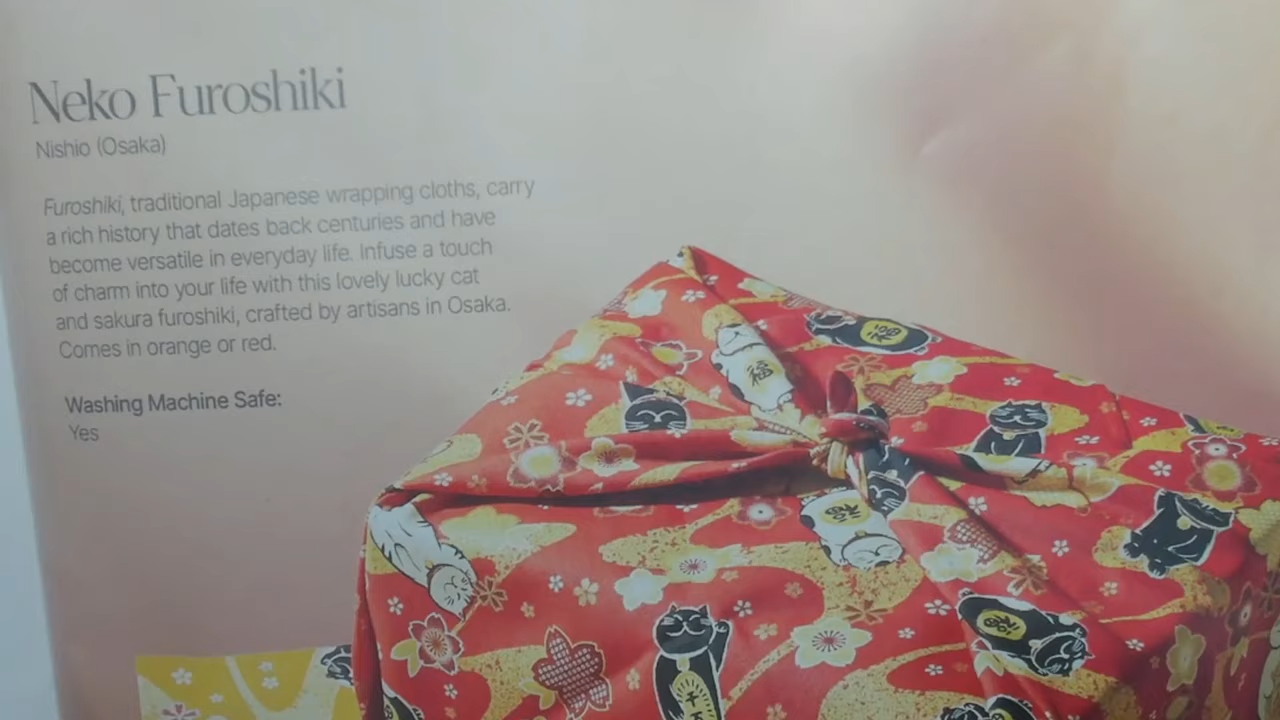 Neko Furoshiki
Nishio (Osaka)
Furoshiki, traditional Japanese wrapping cloths, carry
a rich history that dates back centuries and have
become versatile in everyday life. Infuse a touch
of charm into your life with this lovely lucky cat
and sakura furoshiki, crafted by artisans in Osaka.
Comes in orange or red.
Washing Machine Safe:
Yes
福
福